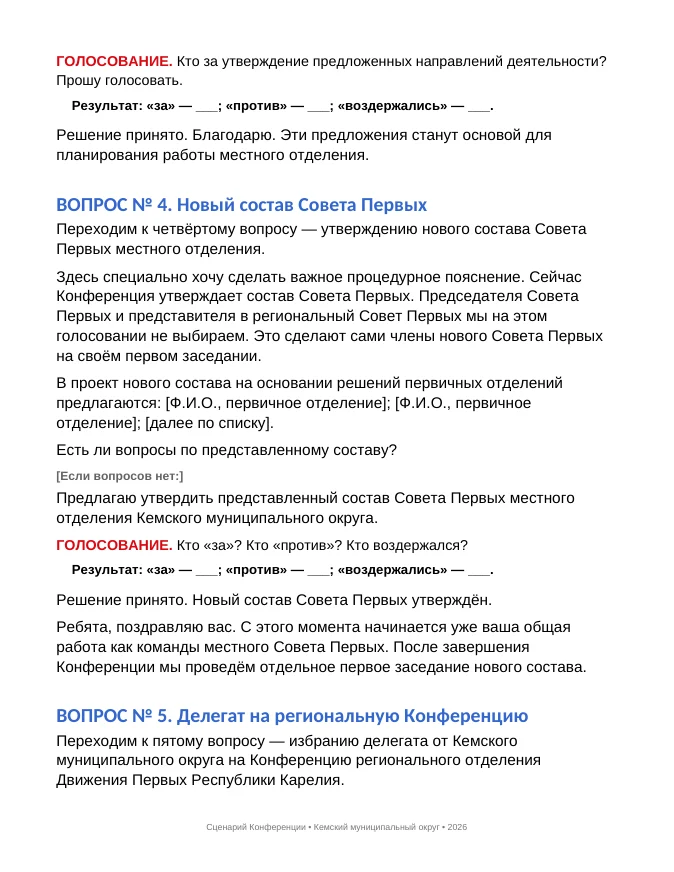 ГОЛОСОВАНИЕ. Кто за утверждение предложенных направлений деятельности?
Прошу голосовать.
Результат: «за» — ___; «против» — ___; «воздержались» — ___.
Решение принято. Благодарю. Эти предложения станут основой для
планирования работы местного отделения.
ВОПРОС № 4. Новый состав Совета Первых
Переходим к четвёртому вопросу — утверждению нового состава Совета
Первых местного отделения.
Здесь специально хочу сделать важное процедурное пояснение. Сейчас
Конференция утверждает состав Совета Первых. Председателя Совета
Первых и представителя в региональный Совет Первых мы на этом
голосовании не выбираем. Это сделают сами члены нового Совета Первых
на своём первом заседании.
В проект нового состава на основании решений первичных отделений
предлагаются: [Ф.И.О., первичное отделение]; [Ф.И.О., первичное
отделение]; [далее по списку].
Есть ли вопросы по представленному составу?
[Если вопросов нет:]
Предлагаю утвердить представленный состав Совета Первых местного
отделения Кемского муниципального округа.
ГОЛОСОВАНИЕ. Кто «за»? Кто «против»? Кто воздержался?
Результат: «за» — ___; «против» — ___; «воздержались» — ___.
Решение принято. Новый состав Совета Первых утверждён.
Ребята, поздравляю вас. С этого момента начинается уже ваша общая
работа как команды местного Совета Первых. После завершения
Конференции мы проведём отдельное первое заседание нового состава.
ВОПРОС № 5. Делегат на региональную Конференцию
Переходим к пятому вопросу — избранию делегата от Кемского
муниципального округа на Конференцию регионального отделения
Движения Первых Республики Карелия.
Сценарий Конференции • Кемский муниципальный округ • 2026